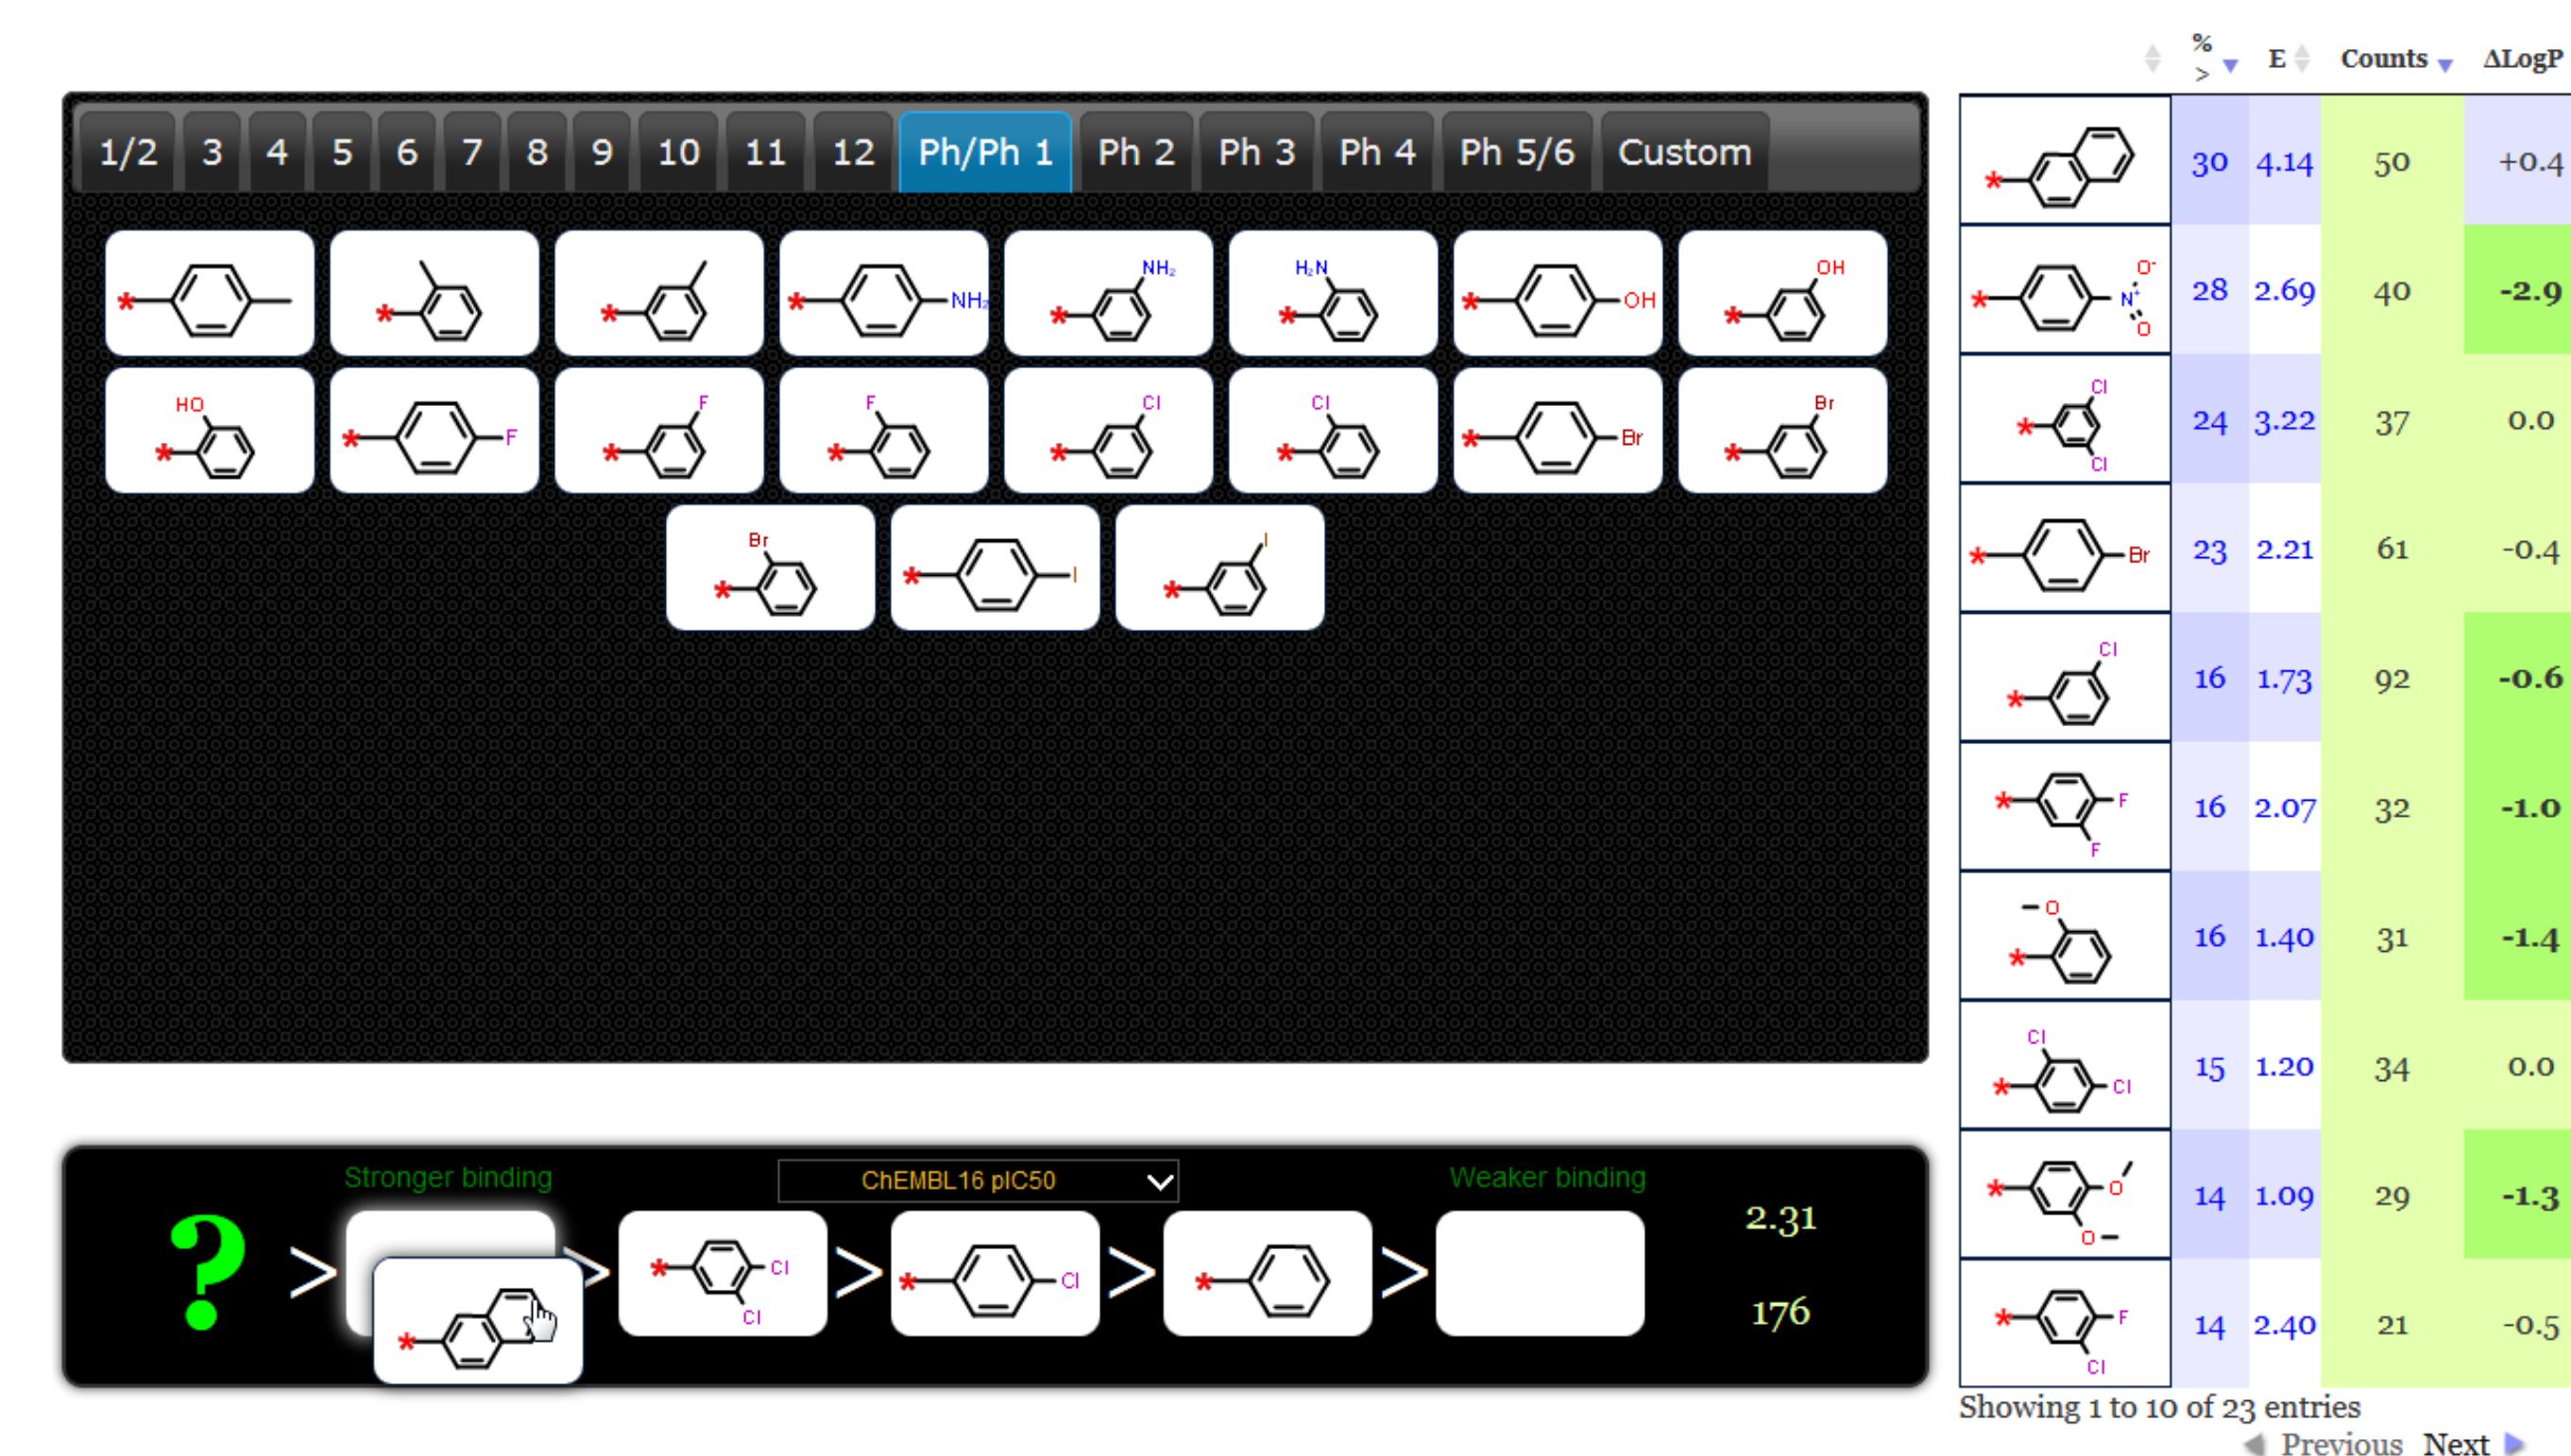 1/2 3 4 5 6 7 8 9 10 11 12 Ph/Ph 1 Ph 2 Ph 3 Ph 4 Ph 5/6 Custom
NH₂ NH₂ H₂N OH OH
HO F F F Cl Cl Br Br
Br I I
Stronger binding ChEMBL16 pIC50 Weaker binding
? > > Cl Cl > Cl > > 2.31
176
% > E Counts ΔLogP
* 30 4.14 50 +0.4
* N⁺ O⁻ O 28 2.69 40 -2.9
* Cl Cl 24 3.22 37 0.0
* Br 23 2.21 61 -0.4
* Cl 16 1.73 92 -0.6
* F F 16 2.07 32 -1.0
* O 16 1.40 31 -1.4
* Cl Cl 15 1.20 34 0.0
* O O 14 1.09 29 -1.3
* F Cl 14 2.40 21 -0.5
Showing 1 to 10 of 23 entries
Previous Next